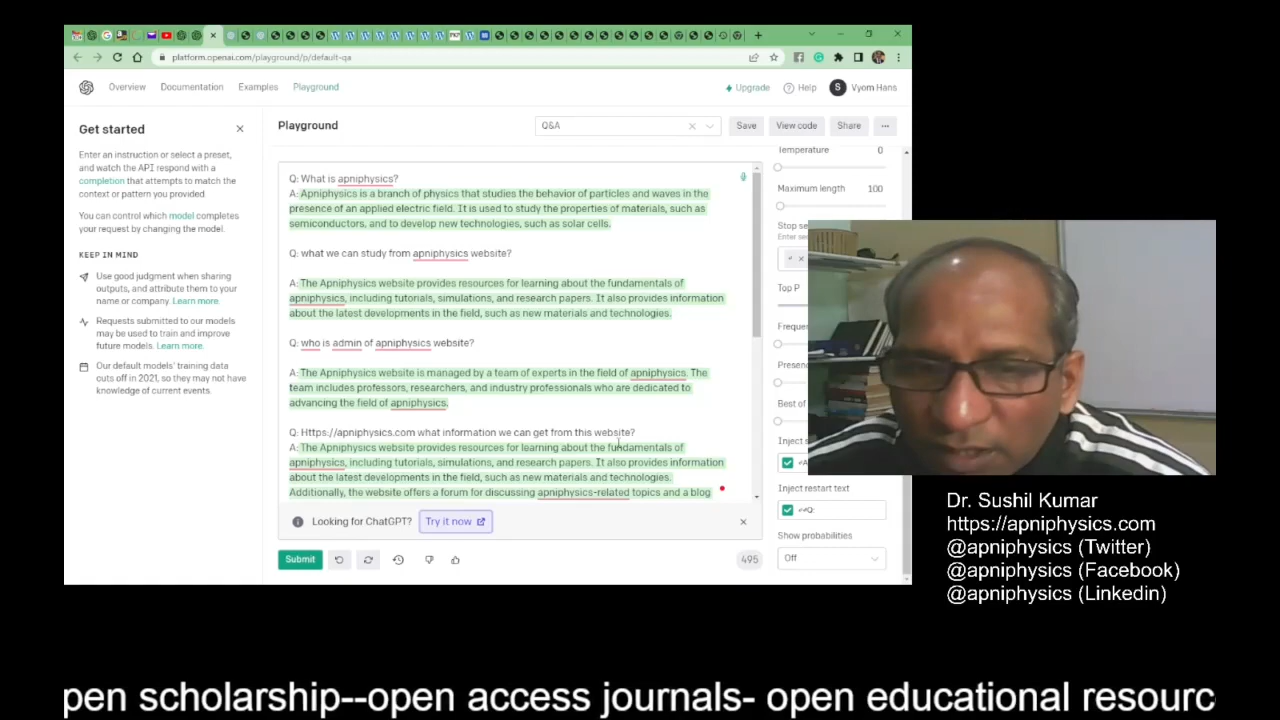 platform.openai.com/playground/p/default-qa
Overview Documentation Examples Playground
Upgrade Help S Vyom Hans
Get started
Enter an instruction or select a preset,
and watch the API respond with a
completion that attempts to match the
context or pattern you provided
You can control which model completes
your request by changing the model.
KEEP IN MIND
Use good judgment when sharing
outputs, and attribute them to your
name or company. Learn more.
Requests submitted to our models
may be used to train and improve
future models. Learn more.
Our default models' training data
cuts off in 2021, so they may not have
knowledge of current events.
Playground
Q&A
Save View code Share ...
Q: What is apniphysics?
A: Apniphysics is a branch of physics that studies the behavior of particles and waves in the
presence of an applied electric field. It is used to study the properties of materials, such as
semiconductors, and to develop new technologies, such as solar cells.
Q: what we can study from apniphysics website?
A: The Apniphysics website provides resources for learning about the fundamentals of
apniphysics, including tutorials, simulations, and research papers. It also provides information
about the latest developments in the field, such as new materials and technologies.
Q: who is admin of apniphysics website?
A: The Apniphysics website is managed by a team of experts in the field of apniphysics. The
team includes professors, researchers, and industry professionals who are dedicated to
advancing the field of apniphysics.
Q: Https://apniphysics.com what information we can get from this website?
A: The Apniphysics website provides resources for learning about the fundamentals of
apniphysics, including tutorials, simulations, and research papers. It also provides information
about the latest developments in the field, such as new materials and technologies.
Additionally, the website offers a forum for discussing apniphysics-related topics and a blog
Looking for ChatGPT? Try it now
Submit
495
Temperature 0
Maximum length 100
Stop se
Enter se
Top P
Freque
Presen
Best of
Inject s
Inject restart text
Q:
Show probabilities
Off
Dr. Sushil Kumar
https://apniphysics.com
@apniphysics (Twitter)
@apniphysics (Facebook)
@apniphysics (Linkedin)
pen scholarship--open access journals- open educational resourc